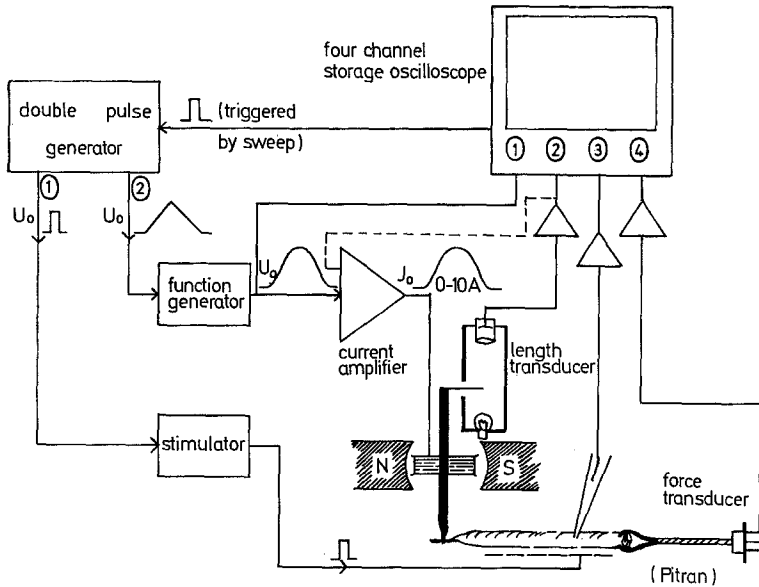 four channel
storage oscilloscope
① ② ③ ④
double pulse
generator
(triggered
by sweep)
① ②
U₀ U₀
function
generator
U₀
J₀
0-10A
current
amplifier
length
transducer
stimulator
N S
force
transducer
(Pitran)